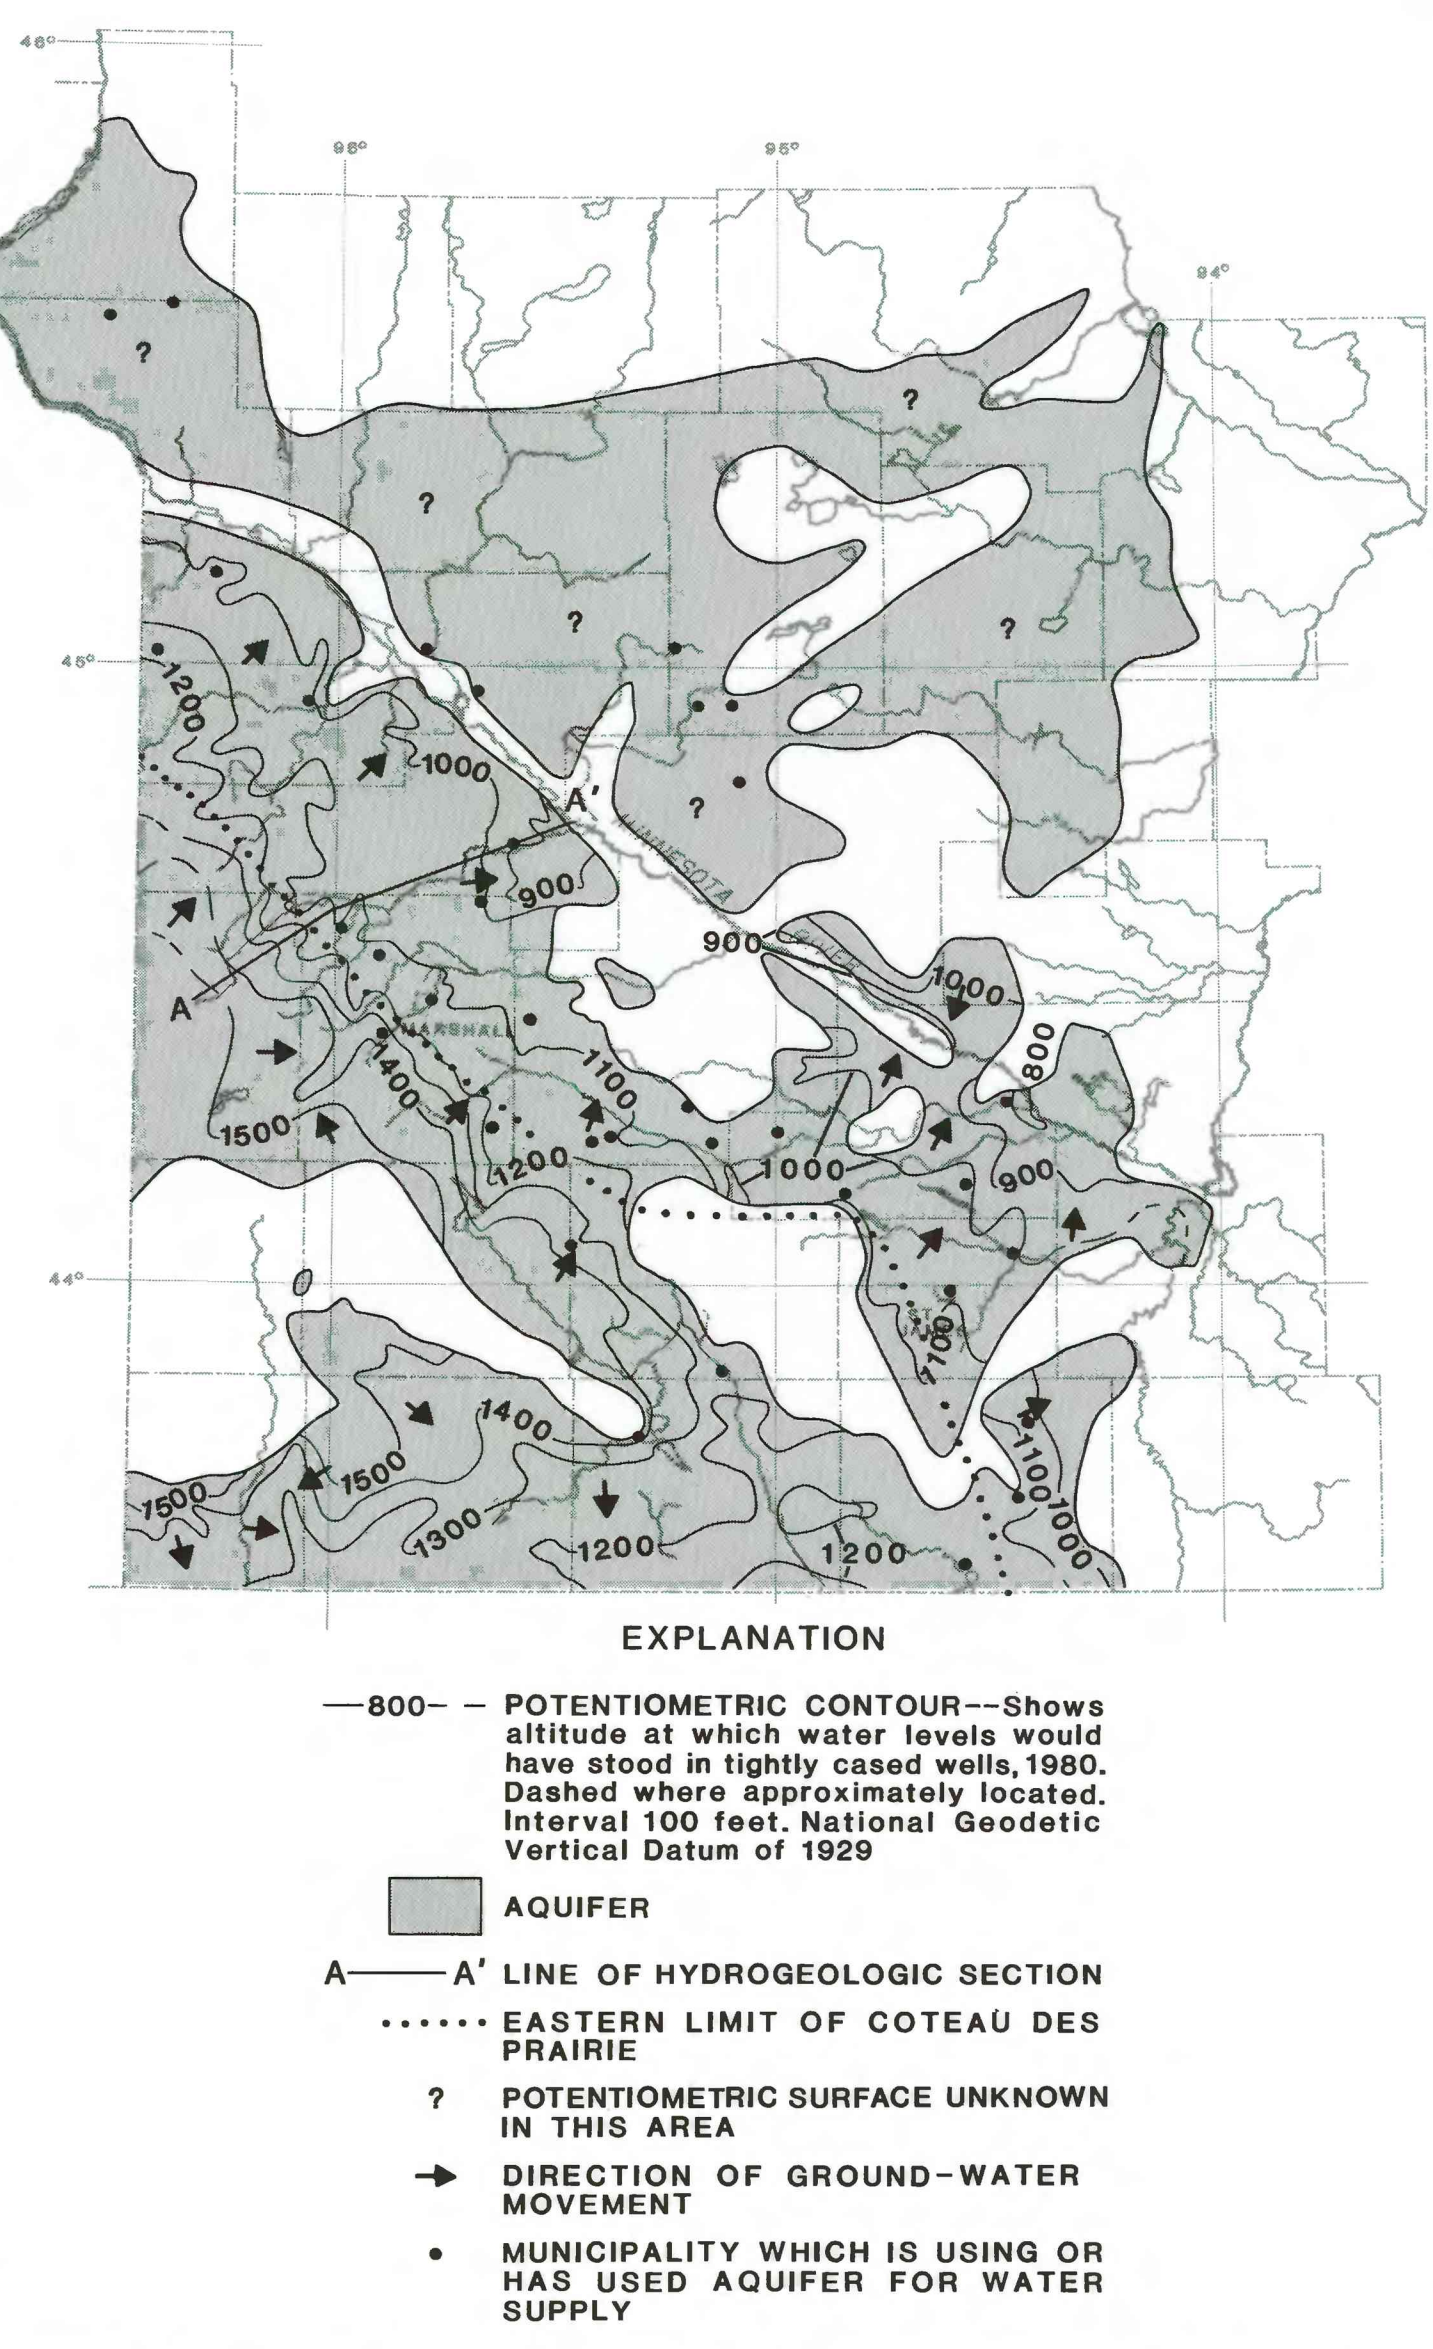 46°
96°
95°
94°
?
?
?
?
?
45°
1200
1000
A'
?
MINNESOTA
900
900
RIVER
1000
A
MARSHALL
800
1400
1100
1500
1200
1000
900
44°
ST
JAMES
1100
1400
1500
1500
1300
1200
1200
1100
1000
EXPLANATION
—800– – POTENTIOMETRIC CONTOUR--Shows
altitude at which water levels would
have stood in tightly cased wells, 1980.
Dashed where approximately located.
Interval 100 feet. National Geodetic
Vertical Datum of 1929
AQUIFER
A——A' LINE OF HYDROGEOLOGIC SECTION
...... EASTERN LIMIT OF COTEAU DES
PRAIRIE
? POTENTIOMETRIC SURFACE UNKNOWN
IN THIS AREA
DIRECTION OF GROUND-WATER
MOVEMENT
MUNICIPALITY WHICH IS USING OR
HAS USED AQUIFER FOR WATER
SUPPLY